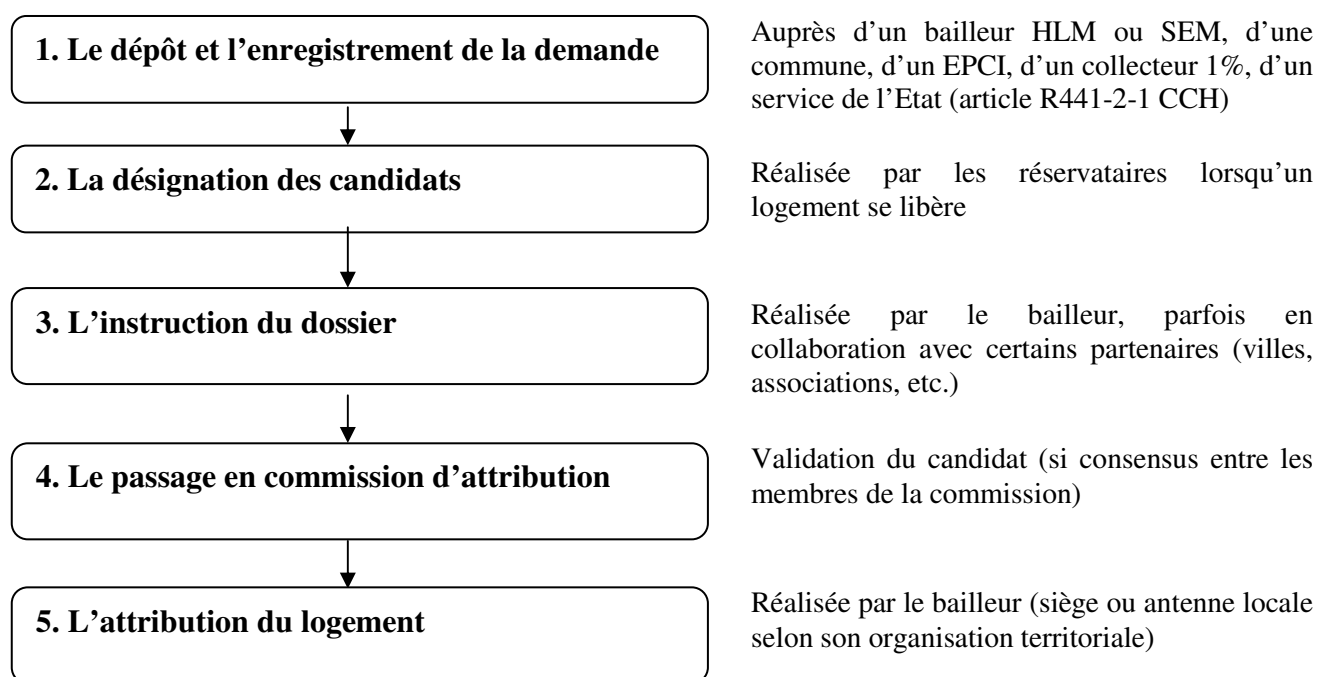 1. Le dépôt et l’enregistrement de la demande
Auprès d’un bailleur HLM ou SEM, d’une
commune, d’un EPCI, d’un collecteur 1%, d’un
service de l’Etat (article R441-2-1 CCH)
2. La désignation des candidats
Réalisée par les réservataires lorsqu’un
logement se libère
3. L’instruction du dossier
Réalisée par le bailleur, parfois en
collaboration avec certains partenaires (villes,
associations, etc.)
4. Le passage en commission d’attribution
Validation du candidat (si consensus entre les
membres de la commission)
5. L’attribution du logement
Réalisée par le bailleur (siège ou antenne locale
selon son organisation territoriale)